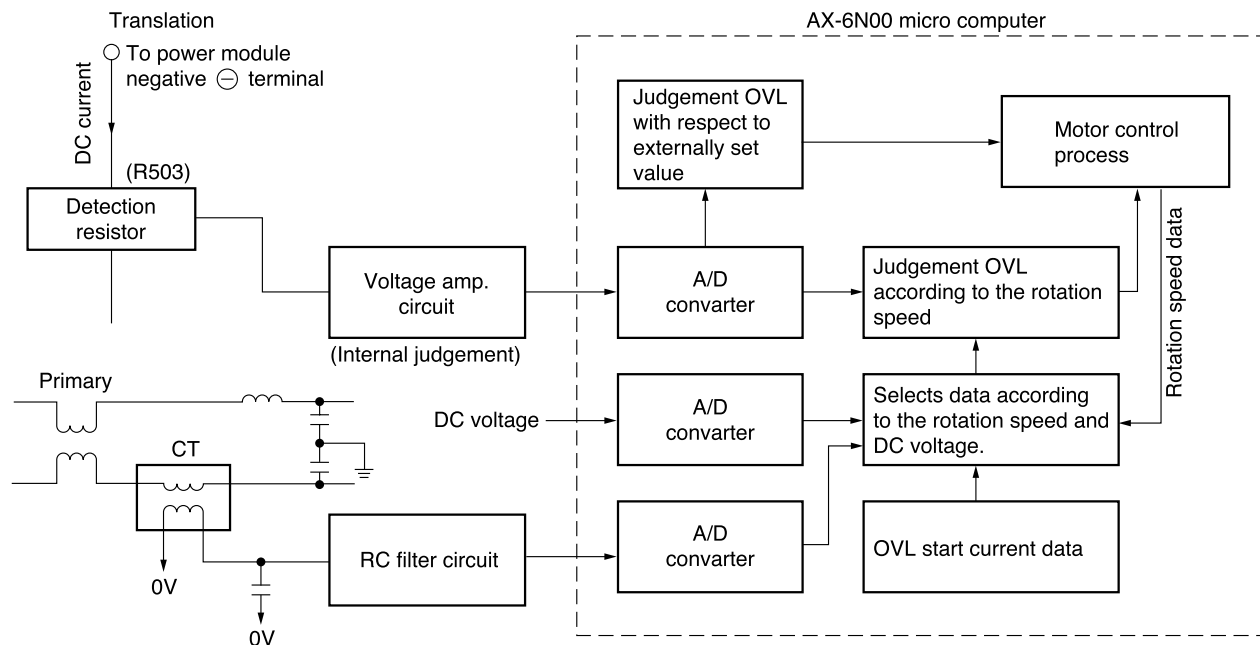 Translation
AX-6N00 micro computer
To power module
negative ⊖ terminal
DC current
(R503)
Detection
resistor
Judgement OVL
with respect to
externally set
value
Motor control
process
Voltage amp.
circuit
(Internal judgement)
A/D
convarter
Judgement OVL
according to the rotation
speed
Rotation speed data
Primary
DC voltage
A/D
convarter
Selects data according
to the rotation speed and
DC voltage.
CT
0V
0V
RC filter circuit
A/D
convarter
OVL start current data